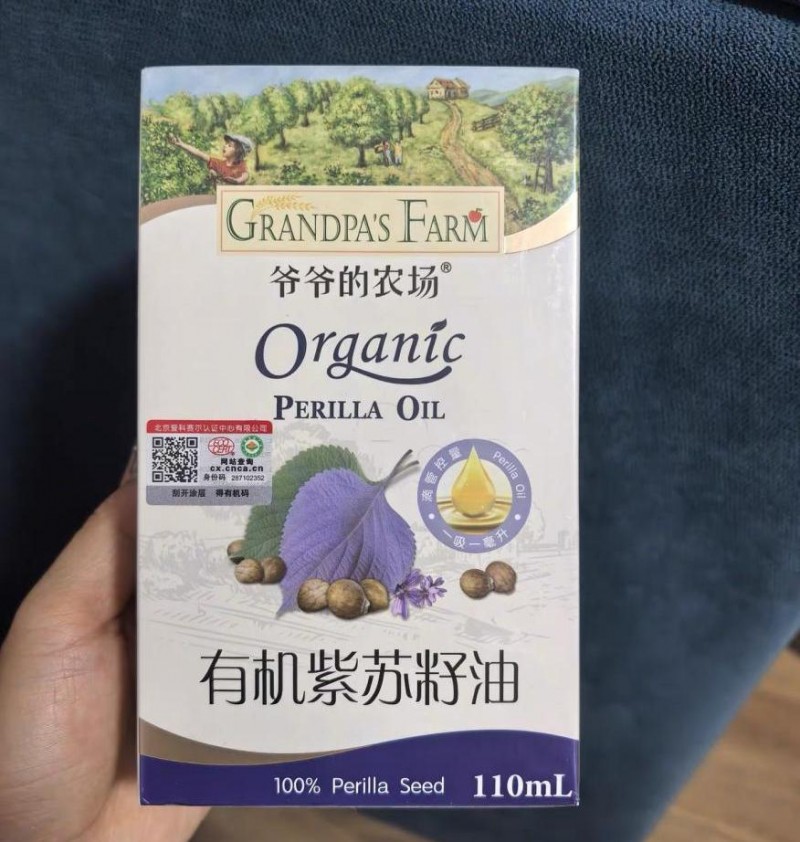 GRANDPA'S FARM
爷爷的农场®
Organic
PERILLA OIL
北京爱科赛尔认证中心有限公司
ECO CERT
网站查询
cx.cnca.cn
身份码 287102352
刮开涂层 得有机码
滴管控量
Perilla Oil
一吸一毫升
有机紫苏籽油
100% Perilla Seed 110mL